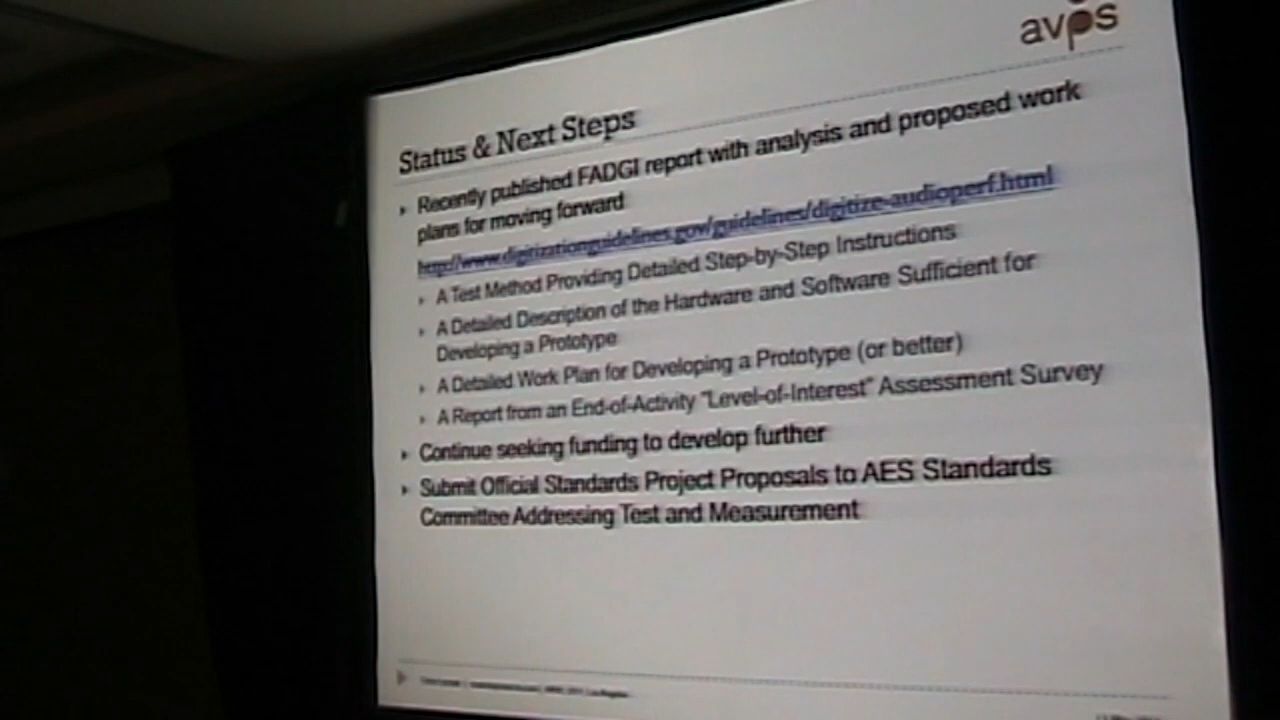 avps
Status & Next Steps
Recently published FADGI report with analysis and proposed work
plans for moving forward
http://www.digitizationguidelines.gov/guidelines/digitize-audioperf.html
A Test Method Providing Detailed Step-by-Step Instructions
A Detailed Description of the Hardware and Software Sufficient for
Developing a Prototype
A Detailed Work Plan for Developing a Prototype (or better)
A Report from an End-of-Activity "Level-of-Interest" Assessment Survey
Continue seeking funding to develop further
Submit Official Standards Project Proposals to AES Standards
Committee Addressing Test and Measurement